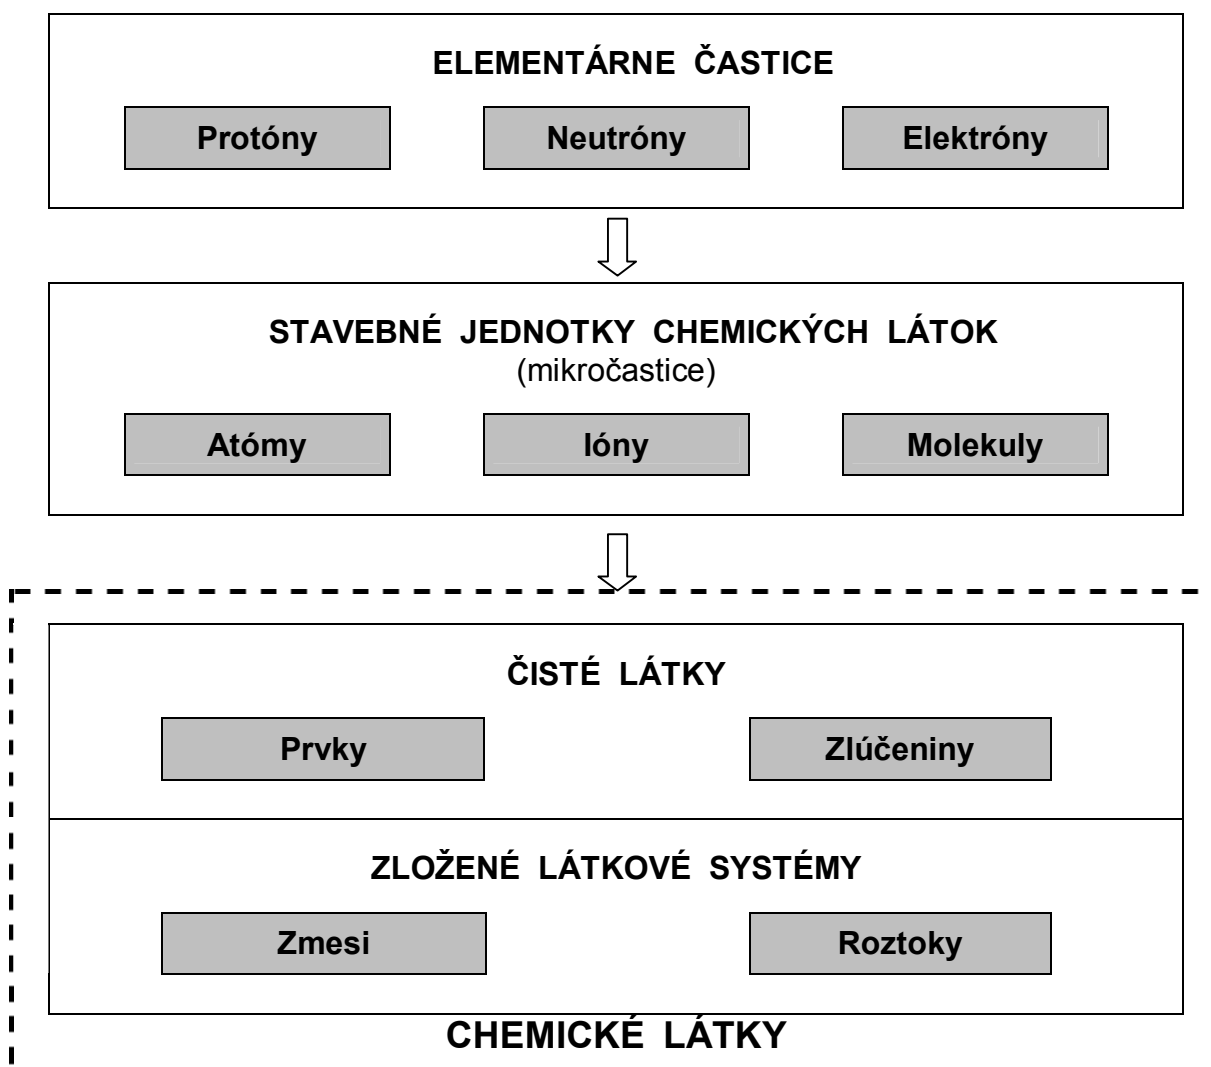 ELEMENTÁRNE ČASTICE
Protóny Neutróny Elektróny
STAVEBNÉ JEDNOTKY CHEMICKÝCH LÁTOK
(mikročastice)
Atómy Ióny Molekuly
ČISTÉ LÁTKY
Prvky Zlúčeniny
ZLOŽENÉ LÁTKOVÉ SYSTÉMY
Zmesi Roztoky
CHEMICKÉ LÁTKY